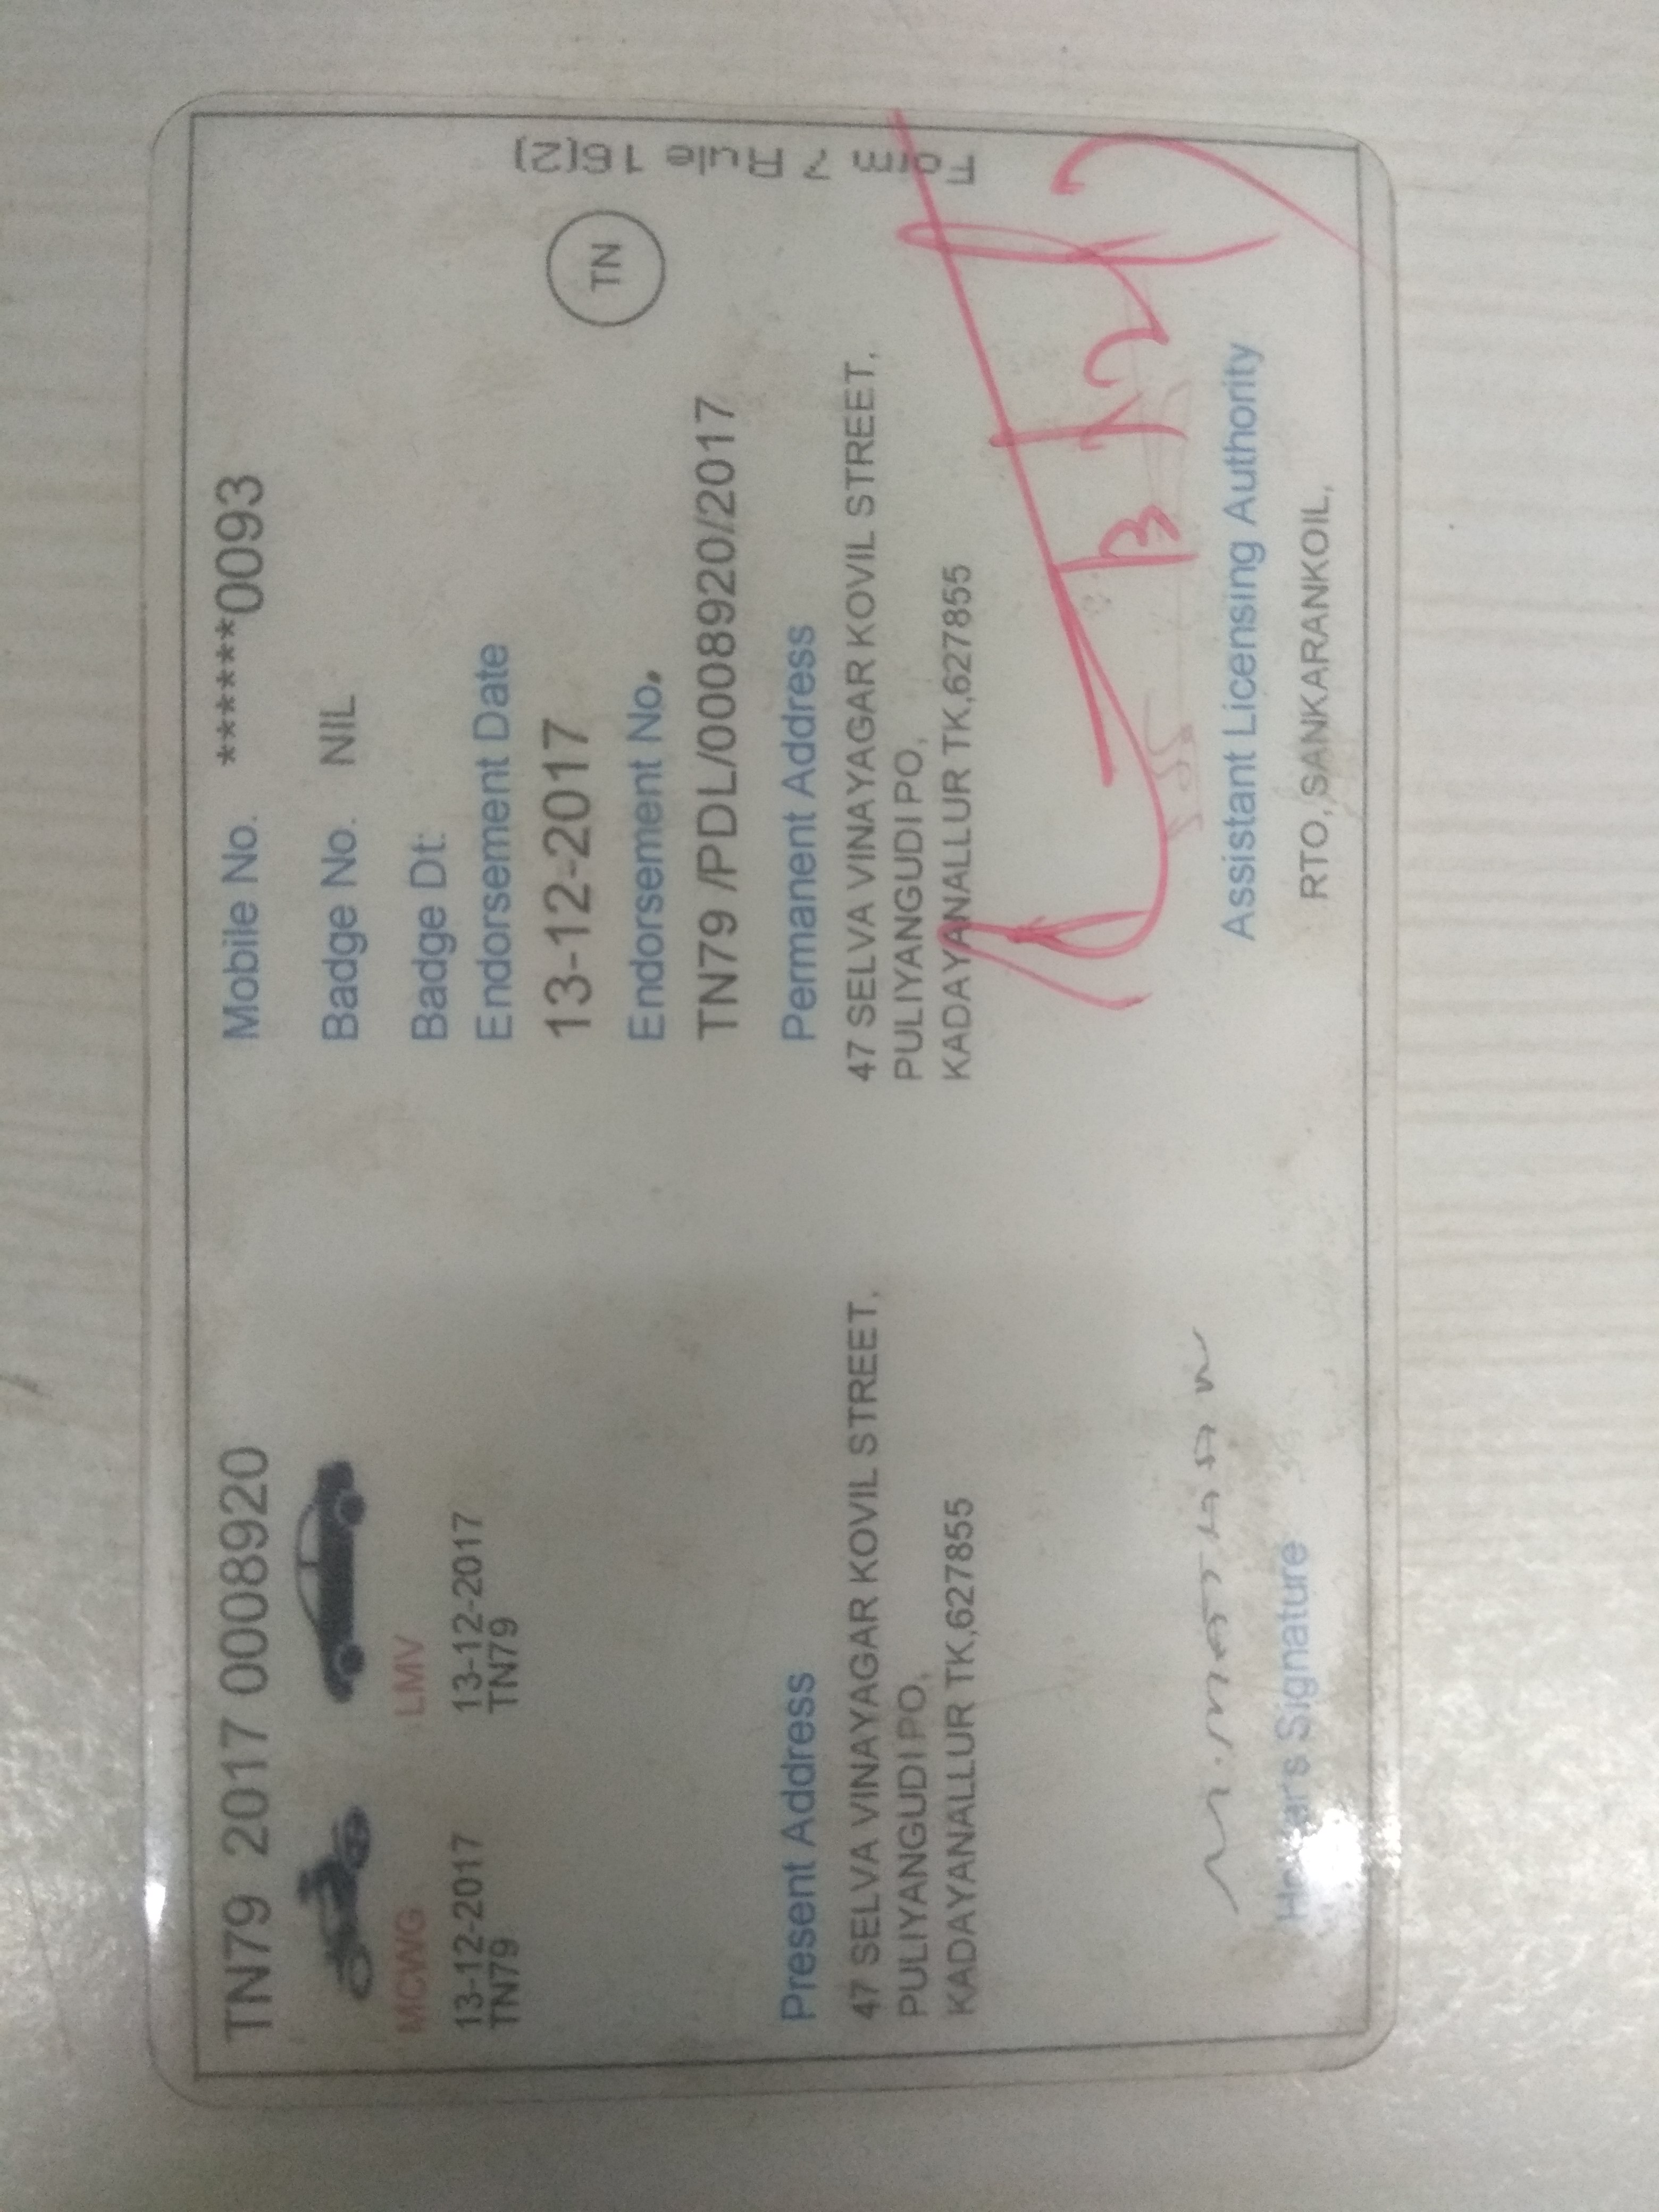 TN79 2017 0008920
MCWG
13-12-2017
TN79
LMV
13-12-2017
TN79
Present Address
47 SELVA VINAYAGAR KOVIL STREET,
PULIYANGUDI PO,
KADAYANALLUR TK,627855
Holder's Signature
Mobile No. ******0093
Badge No. NIL
Badge Dt:
Endorsement Date
13-12-2017
Endorsement No.
TN79 /PDL/0008920/2017
Permanent Address
47 SELVA VINAYAGAR KOVIL STREET,
PULIYANGUDI PO,
KADAYANALLUR TK,627855
Assistant Licensing Authority
RTO, SANKARANKOIL,
TN
Form 7 Rule 16(2)